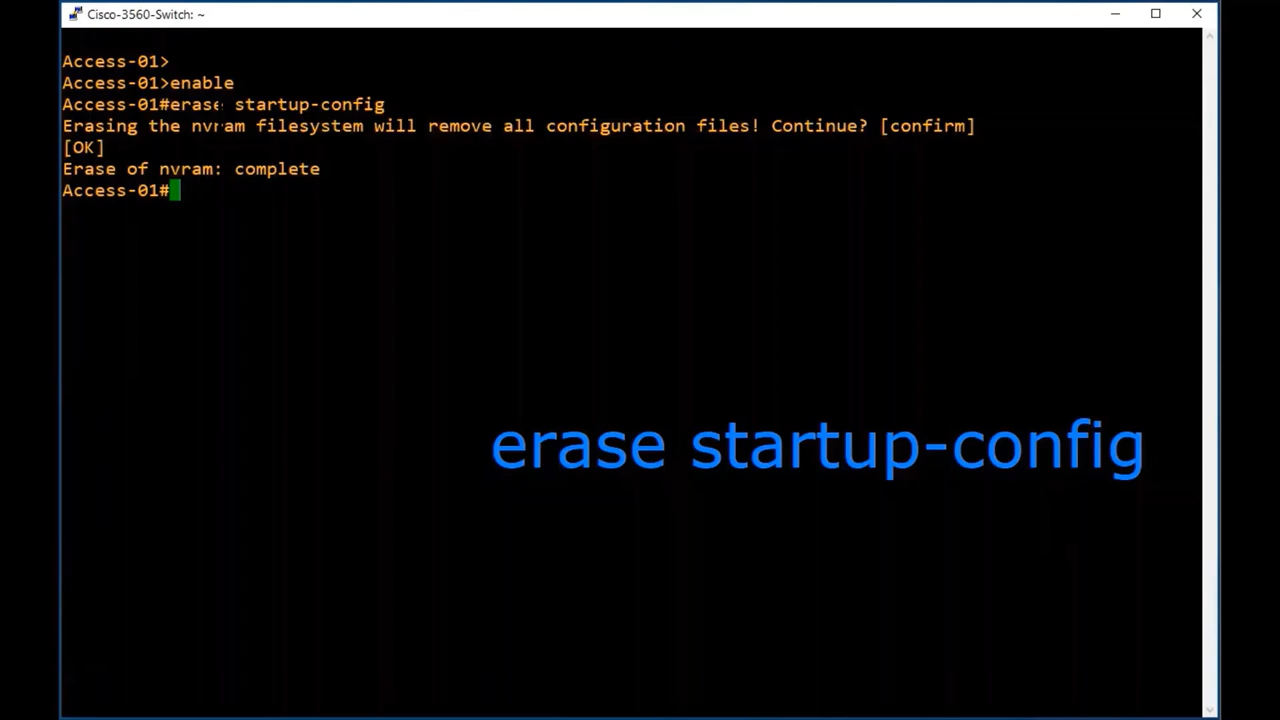 Cisco-3560-Switch: ~
Access-01>
Access-01>enable
Access-01#erase startup-config
Erasing the nvram filesystem will remove all configuration files! Continue? [confirm]
[OK]
Erase of nvram: complete
Access-01#
erase startup-config